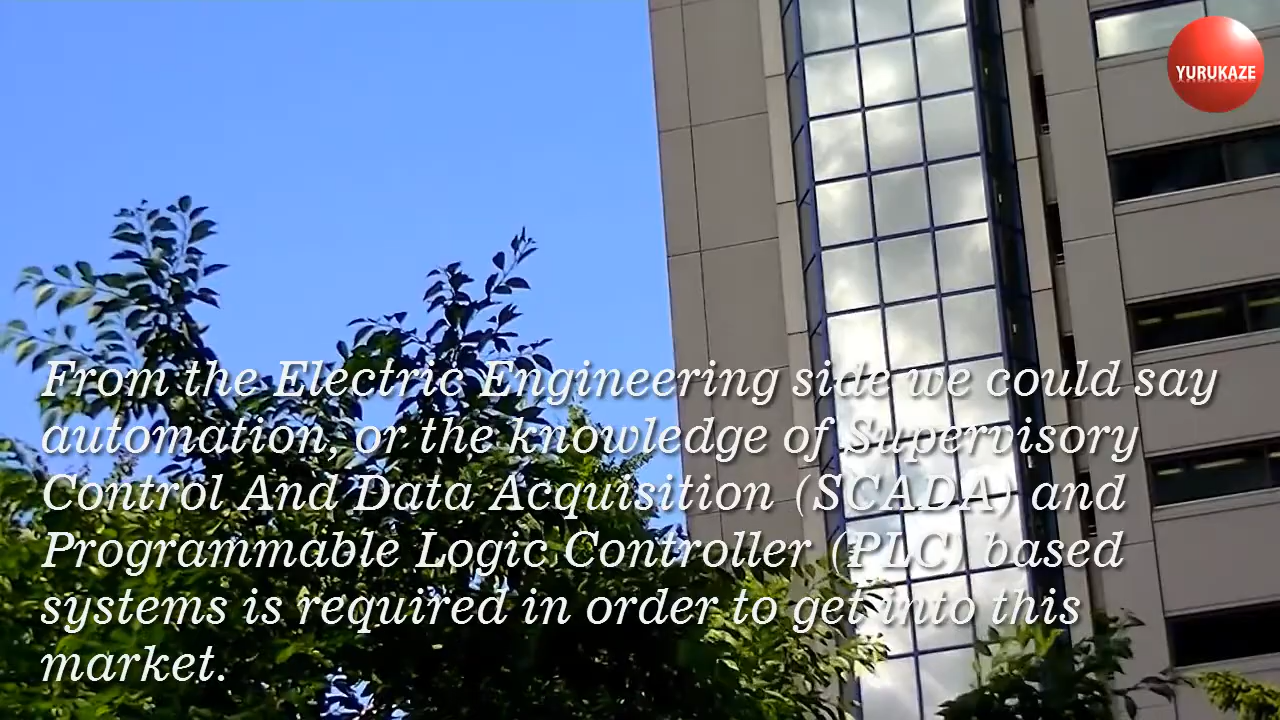 YURUKAZE
From the Electric Engineering side we could say
automation, or the knowledge of Supervisory
Control And Data Acquisition (SCADA) and
Programmable Logic Controller (PLC) based
systems is required in order to get into this
market.